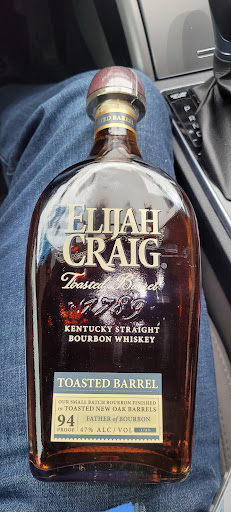 TED BARREL
ELIJAH
CRAIG
Toasted Barrel
1789
KENTUCKY STRAIGHT
BOURBON WHISKEY
TOASTED BARREL
OUR SMALL BATCH BOURBON FINISHED
in TOASTED NEW OAK BARRELS
94 PROOF
FATHER of BOURBON
47% ALC/VOL